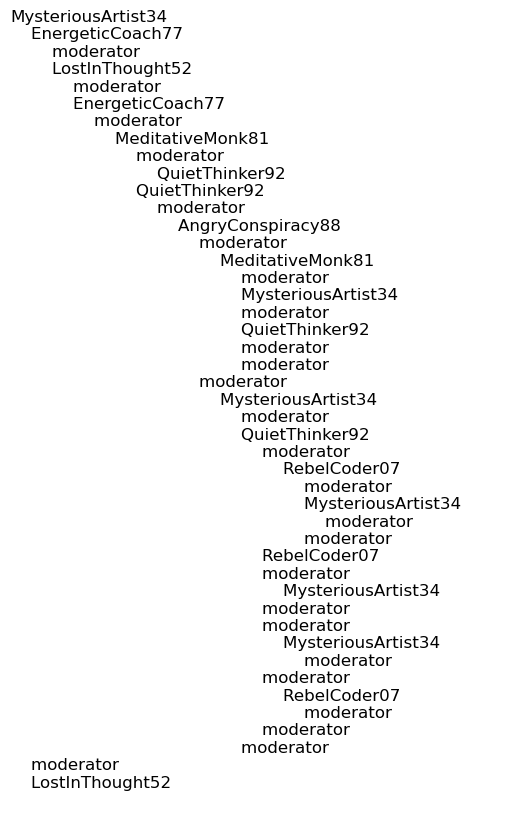 MysteriousArtist34
EnergeticCoach77
moderator
LostInThought52
moderator
EnergeticCoach77
moderator
MeditativeMonk81
moderator
QuietThinker92
QuietThinker92
moderator
AngryConspiracy88
moderator
MeditativeMonk81
moderator
MysteriousArtist34
moderator
QuietThinker92
moderator
moderator
moderator
MysteriousArtist34
moderator
QuietThinker92
moderator
RebelCoder07
moderator
MysteriousArtist34
moderator
moderator
RebelCoder07
moderator
MysteriousArtist34
moderator
moderator
MysteriousArtist34
moderator
moderator
RebelCoder07
moderator
moderator
moderator
moderator
LostInThought52